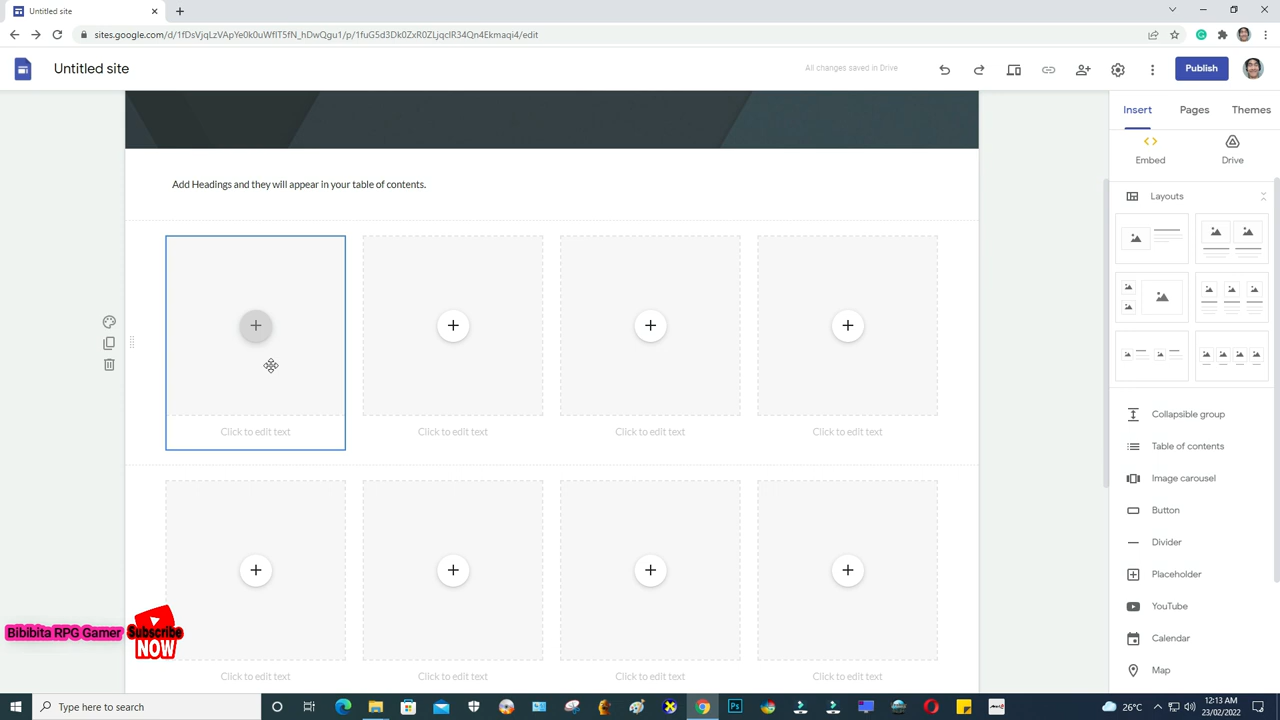 Untitled site
sites.google.com/d/1fDsVjqLzVApYe0k0uWflT5fN_hDwQgu1/p/1fuG5d3Dk0ZxR0ZLjqcIR34Qn4Ekmaqi4/edit
Untitled site
All changes saved in Drive
Publish
Insert
Pages
Themes
Embed
Drive
Layouts
Add Headings and they will appear in your table of contents.
Click to edit text
Click to edit text
Click to edit text
Click to edit text
Collapsible group
Table of contents
Image carousel
Button
Divider
Placeholder
YouTube
Calendar
Map
Bibibita RPG Gamer
Subscribe
NOW
Click to edit text
Click to edit text
Click to edit text
Click to edit text
Type here to search
26°C
12:13 AM
23/02/2022